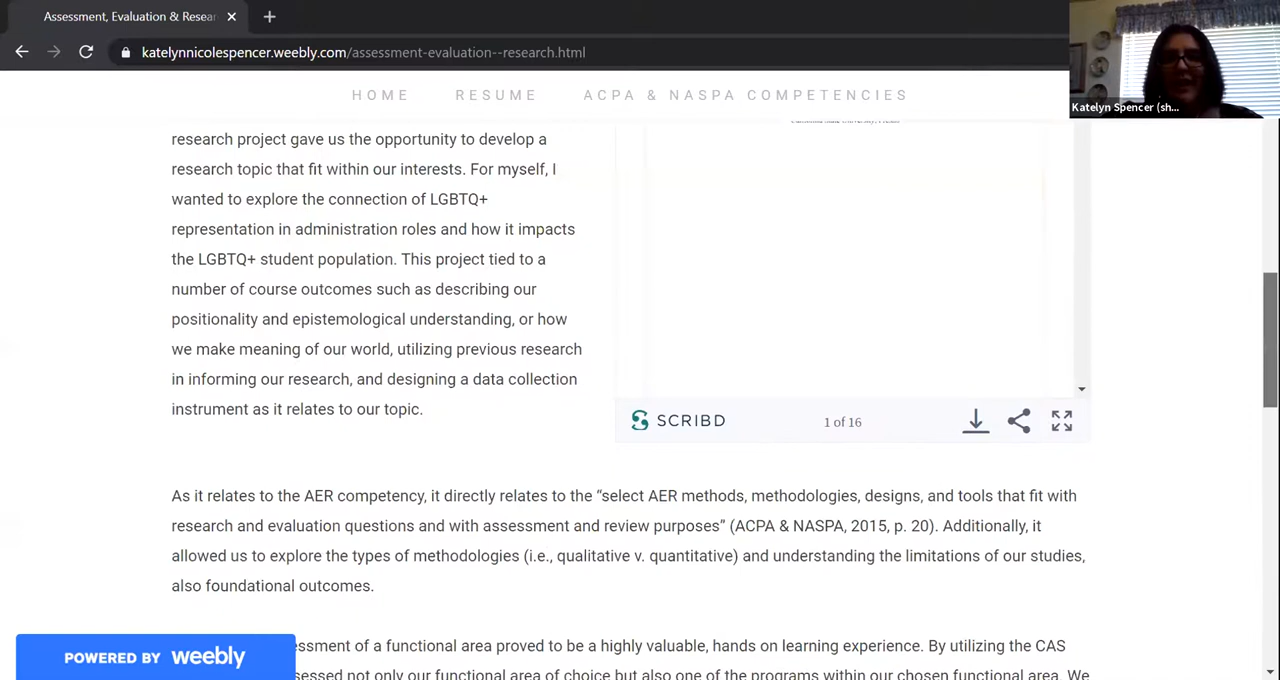 Assessment, Evaluation & Resear
katelynnicolespencer.weebly.com/assessment-evaluation--research.html
Katelyn Spencer (sh...
HOME RESUME ACPA & NASPA COMPETENCIES
research project gave us the opportunity to develop a
research topic that fit within our interests. For myself, I
wanted to explore the connection of LGBTQ+
representation in administration roles and how it impacts
the LGBTQ+ student population. This project tied to a
number of course outcomes such as describing our
positionality and epistemological understanding, or how
we make meaning of our world, utilizing previous research
in informing our research, and designing a data collection
instrument as it relates to our topic.
SCRIBD 1 of 16
As it relates to the AER competency, it directly relates to the “select AER methods, methodologies, designs, and tools that fit with
research and evaluation questions and with assessment and review purposes” (ACPA & NASPA, 2015, p. 20). Additionally, it
allowed us to explore the types of methodologies (i.e., qualitative v. quantitative) and understanding the limitations of our studies,
also foundational outcomes.
essment of a functional area proved to be a highly valuable, hands on learning experience. By utilizing the CAS
sessed not only our functional area of choice but also one of the programs within our chosen functional area. We
POWERED BY weebly